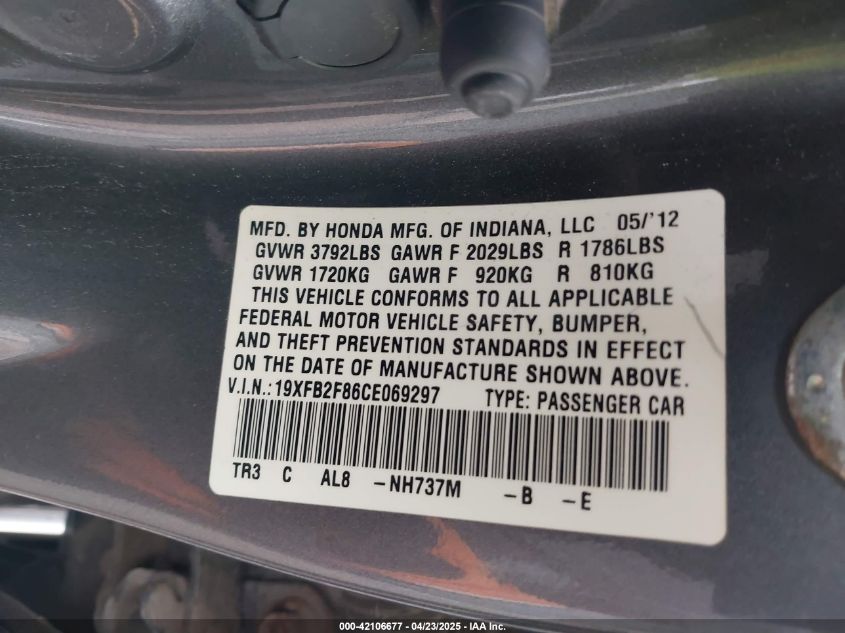 MFD. BY HONDA MFG. OF INDIANA, LLC 05/'12
GVWR 3792LBS GAWR F 2029LBS R 1786LBS
GVWR 1720KG GAWR F 920KG R 810KG
THIS VEHICLE CONFORMS TO ALL APPLICABLE
FEDERAL MOTOR VEHICLE SAFETY, BUMPER,
AND THEFT PREVENTION STANDARDS IN EFFECT
ON THE DATE OF MANUFACTURE SHOWN ABOVE.
V.I.N.:19XFB2F86CE069297 TYPE: PASSENGER CAR
TR3 C AL8 -NH737M -B -E
000-42106677 - 04/23/2025 - IAA Inc.